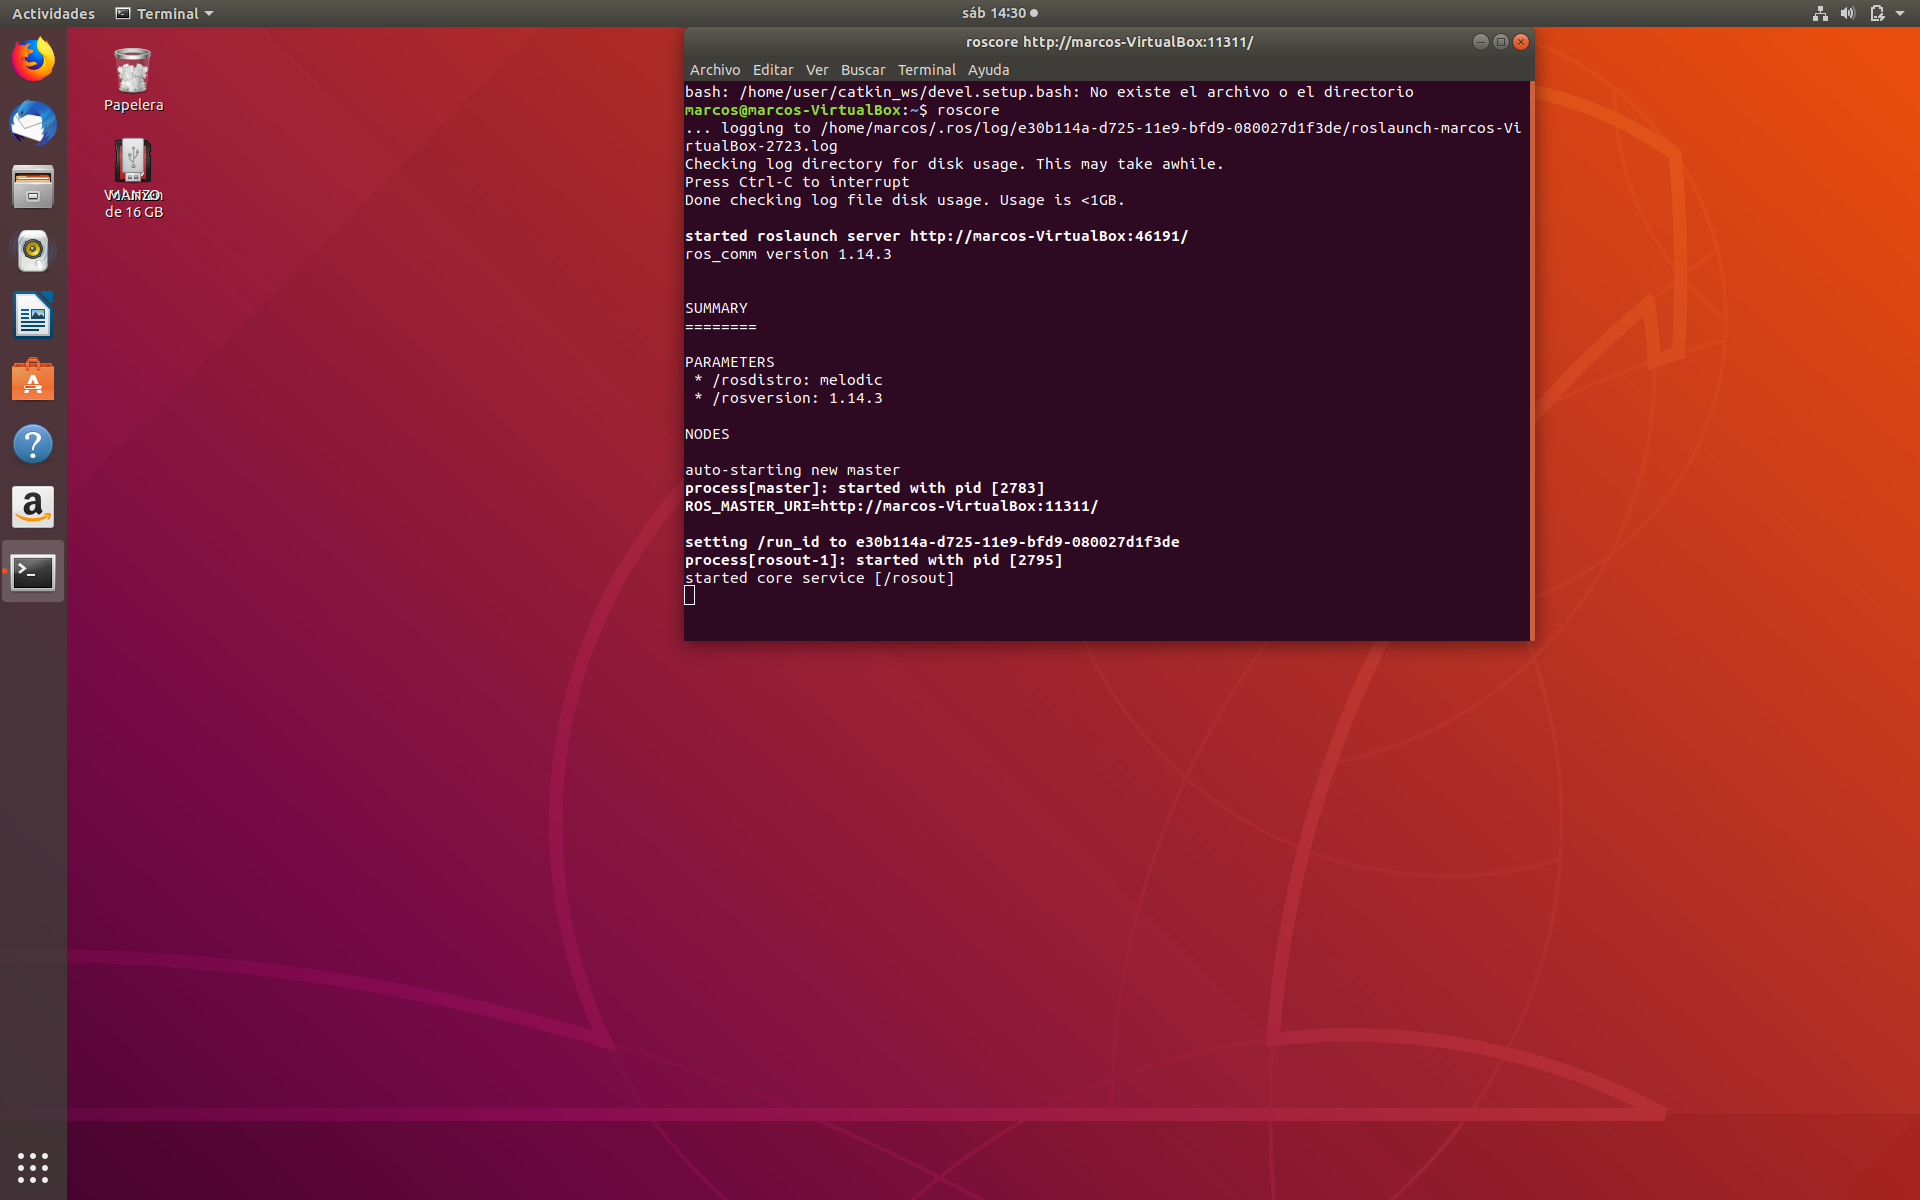 Actividades Terminal sáb 14:30
Papelera
MANZO
de 16 GB
roscore http://marcos-VirtualBox:11311/
Archivo Editar Ver Buscar Terminal Ayuda
bash: /home/user/catkin_ws/devel.setup.bash: No existe el archivo o el directorio
marcos@marcos-VirtualBox:~$ roscore
... logging to /home/marcos/.ros/log/e30b114a-d725-11e9-bfd9-080027d1f3de/roslaunch-marcos-Vi
rtualBox-2723.log
Checking log directory for disk usage. This may take awhile.
Press Ctrl-C to interrupt
Done checking log file disk usage. Usage is <1GB.
started roslaunch server http://marcos-VirtualBox:46191/
ros_comm version 1.14.3
SUMMARY
========
PARAMETERS
* /rosdistro: melodic
* /rosversion: 1.14.3
NODES
auto-starting new master
process[master]: started with pid [2783]
ROS_MASTER_URI=http://marcos-VirtualBox:11311/
setting /run_id to e30b114a-d725-11e9-bfd9-080027d1f3de
process[rosout-1]: started with pid [2795]
started core service [/rosout]